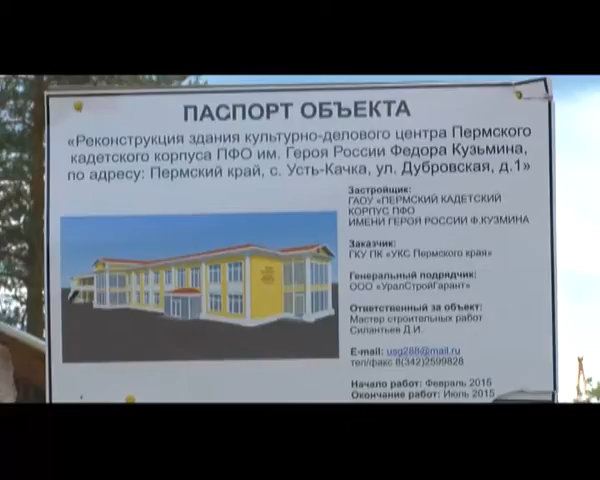 ПАСПОРТ ОБЪЕКТА
«Реконструкция здания культурно-делового центра Пермского
кадетского корпуса ПФО им. Героя России Федора Кузьмина,
по адресу: Пермский край, с. Усть-Качка, ул. Дубровская, д.1»
Застройщик:
ГАОУ «ПЕРМСКИЙ КАДЕТСКИЙ
КОРПУС ПФО
ИМЕНИ ГЕРОЯ РОССИИ Ф.КУЗМИНА
Заказчик:
ГКУ ПК «УКС Пермского края»
Генеральный подрядчик:
ООО «УралСтройГарант»
Ответственный за объект:
Мастер строительных работ
Силантьев Д.И.
E-mail: usg288@mail.ru
тел/факс 8(342)2599828
Начало работ: Февраль 2015
Окончание работ: Июль 2015